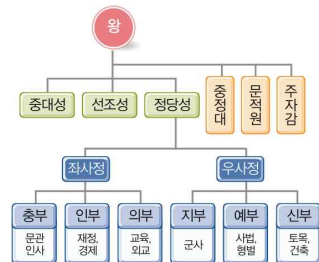 왕
중대성
선조성
정당성
중정대
문적원
주자감
좌사정
우사정
충부
인부
의부
지부
예부
신부
문관
인사
재정,
경제
교육,
외교
군사
사법,
형벌
토목,
건축